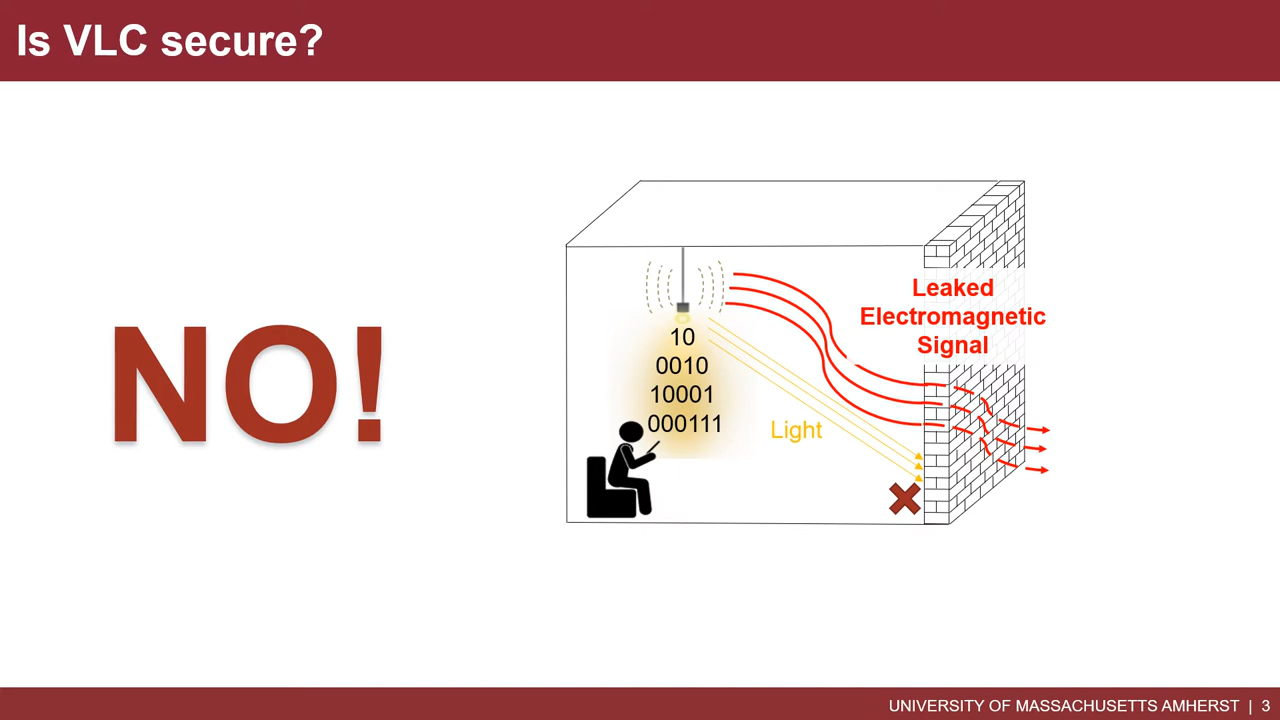 Is VLC secure?
NO!
Leaked
Electromagnetic
Signal
10
0010
10001
000111
Light
UNIVERSITY OF MASSACHUSETTS AMHERST | 3